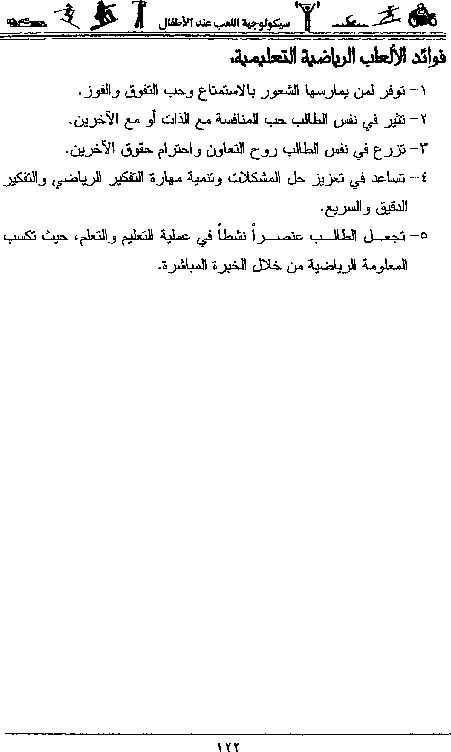 سيكولوجية اللعب عند الأطفال
فوائد الألعاب الرياضية التعليمية:
١- توفر لمن يمارسها الشعور بالاستمتاع وحب التفوق والفوز.
٢- تثير في نفس الطالب حب المنافسة مع الذات أو مع الآخرين.
٣- تزرع في نفس الطالب روح التعاون واحترام حقوق الآخرين.
٤- تساعد في تعزيز حل المشكلات وتنمية مهارة التفكير الرياضي والتفكير
الدقيق والسريع.
٥- تجعـل الطالـب عنصـراً نشطاً في عملية التعليم والتعلم، حيث تكسب
المعلومة الرياضية من خلال الخبرة المباشرة.
١٢٢